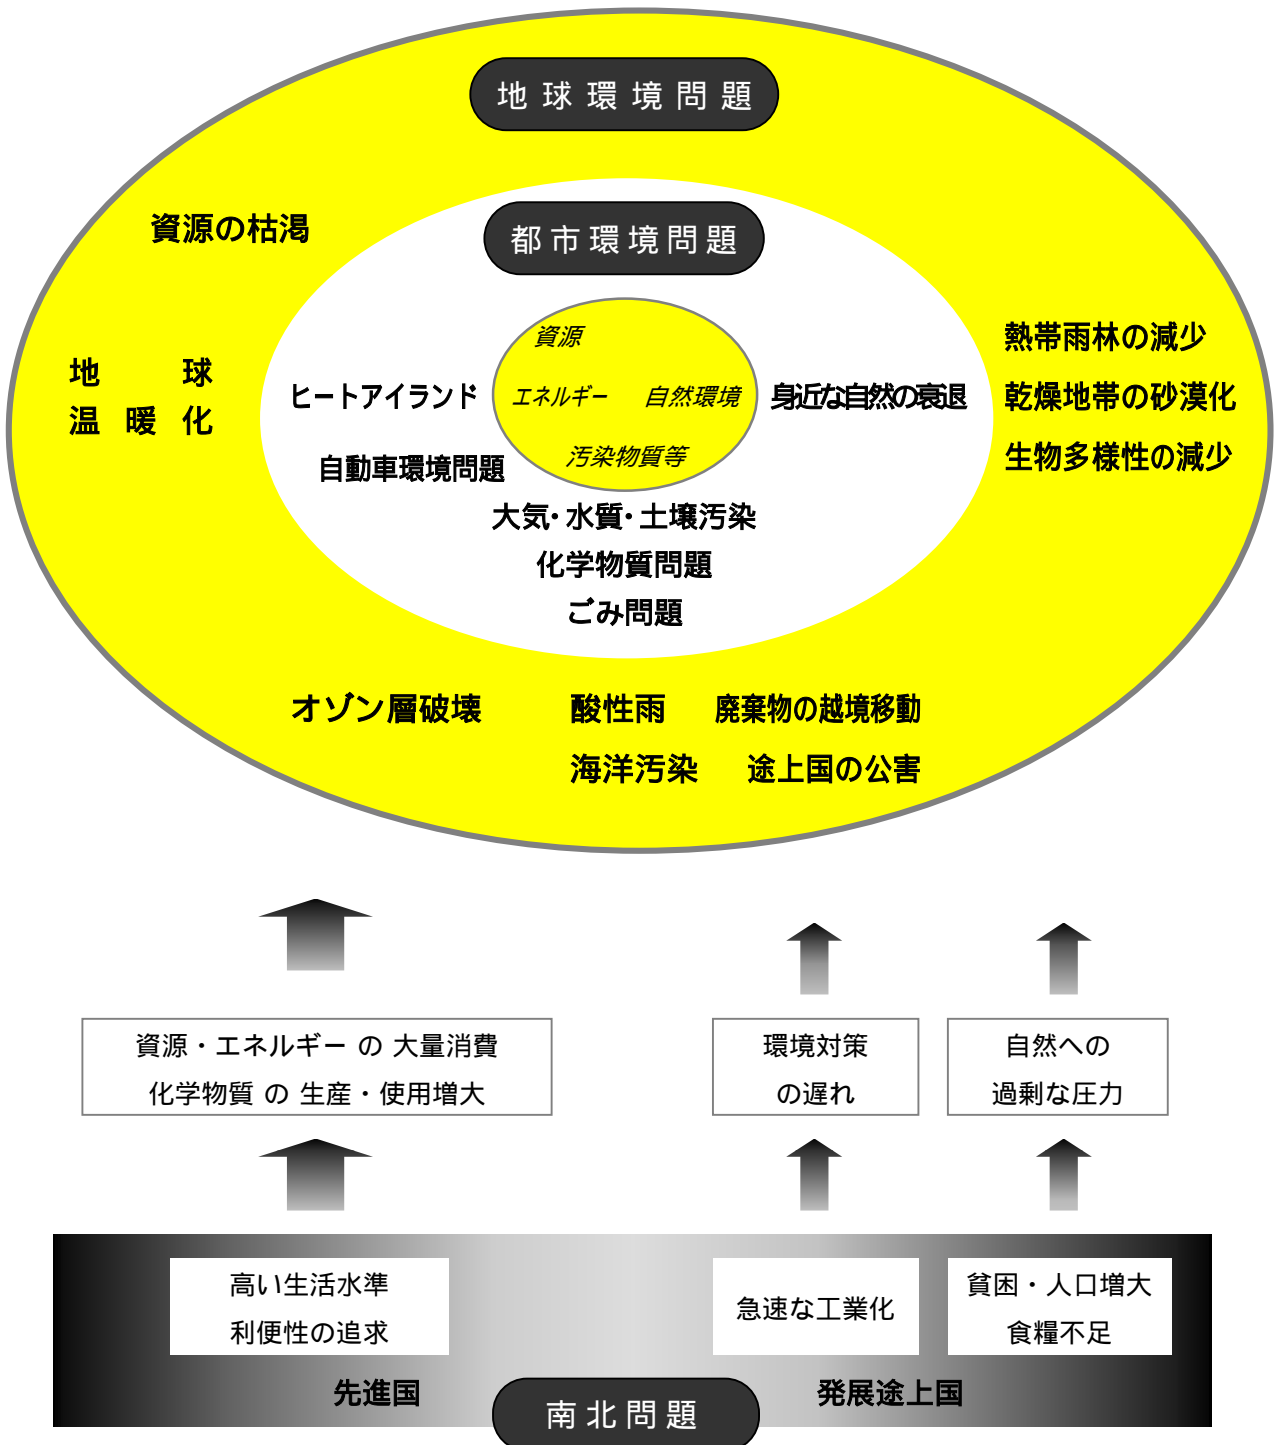 地球環境問題
資源の枯渇
都市環境問題
資源
エネルギー 自然環境
汚染物質等
地球
温暖化
ヒートアイランド
自動車環境問題
身近な自然の衰退
熱帯雨林の減少
乾燥地帯の砂漠化
生物多様性の減少
大気・水質・土壌汚染
化学物質問題
ごみ問題
オゾン層破壊 酸性雨 廃棄物の越境移動
海洋汚染 途上国の公害
資源・エネルギー の 大量消費
化学物質 の 生産・使用増大
環境対策
の遅れ
自然への
過剰な圧力
高い生活水準
利便性の追求
急速な工業化
貧困・人口増大
食糧不足
先進国
発展途上国
南北問題